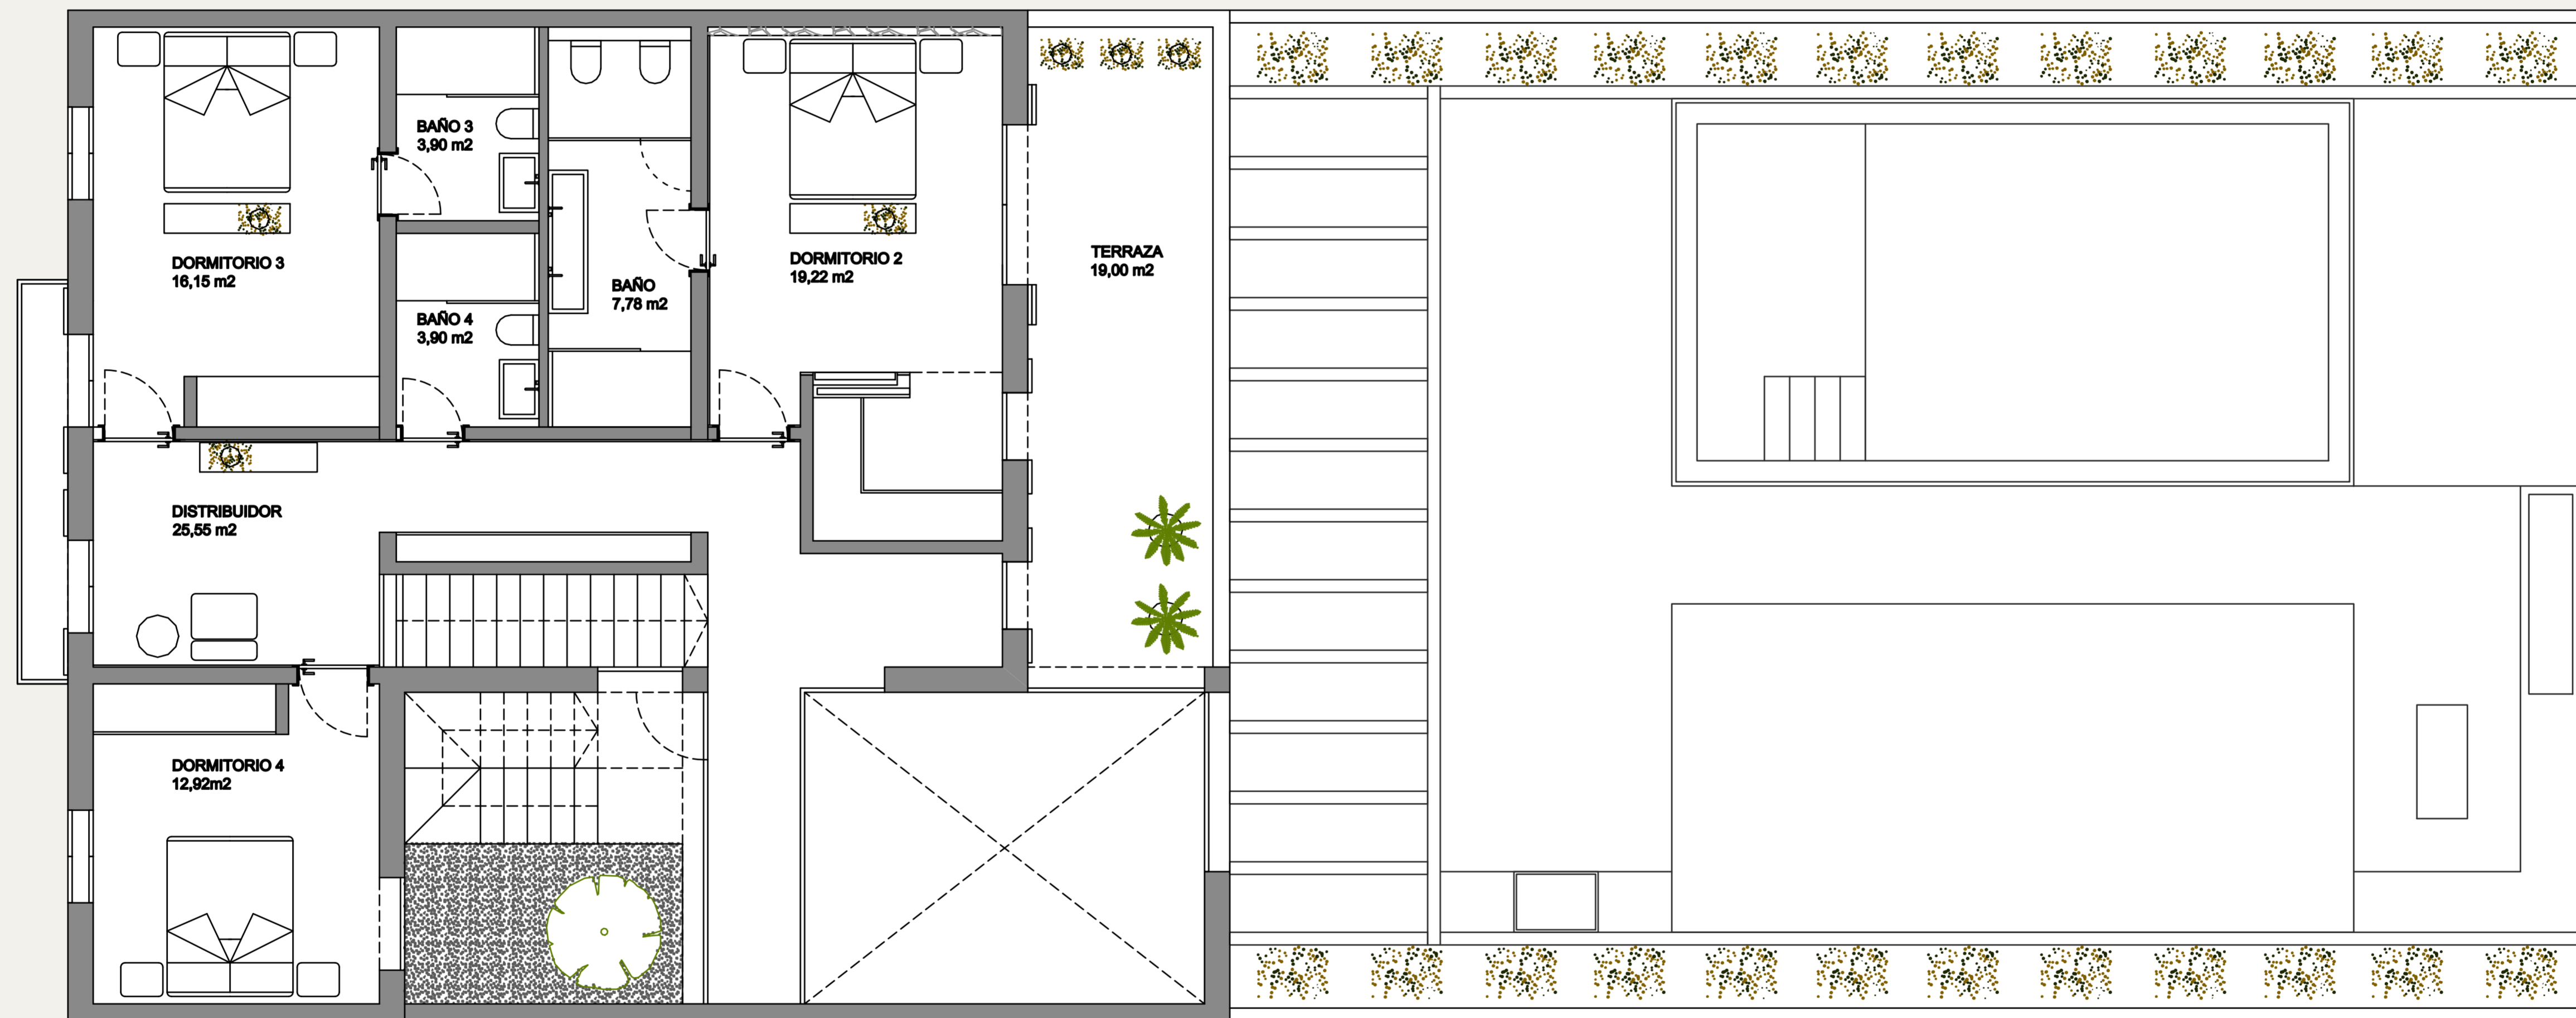 BAÑO 3
3,90 m2
DORMITORIO 3
16,15 m2
BAÑO 4
3,90 m2
BAÑO
7,78 m2
DORMITORIO 2
19,22 m2
TERRAZA
19,00 m2
DISTRIBUIDOR
25,55 m2
DORMITORIO 4
12,92m2